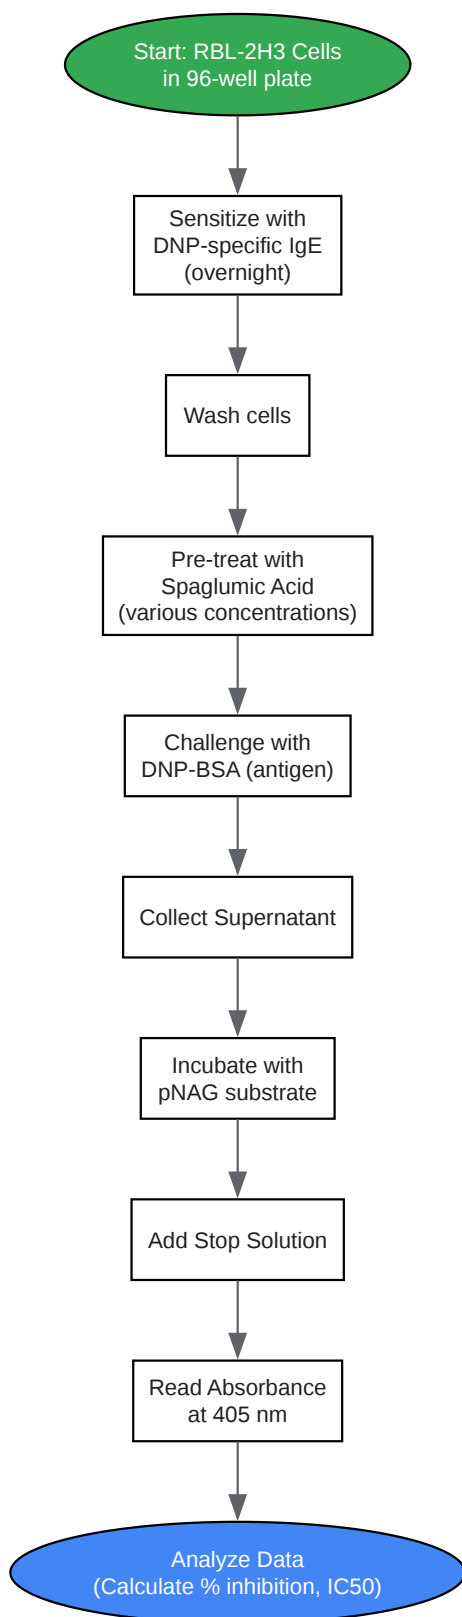 Start: RBL-2H3 Cells
in 96-well plate
Sensitize with
DNP-specific IgE
(overnight)
Wash cells
Pre-treat with
Spaglumic Acid
(various concentrations)
Challenge with
DNP-BSA (antigen)
Collect Supernatant
Incubate with
pNAG substrate
Add Stop Solution
Read Absorbance
at 405 nm
Analyze Data
(Calculate % inhibition, IC50)